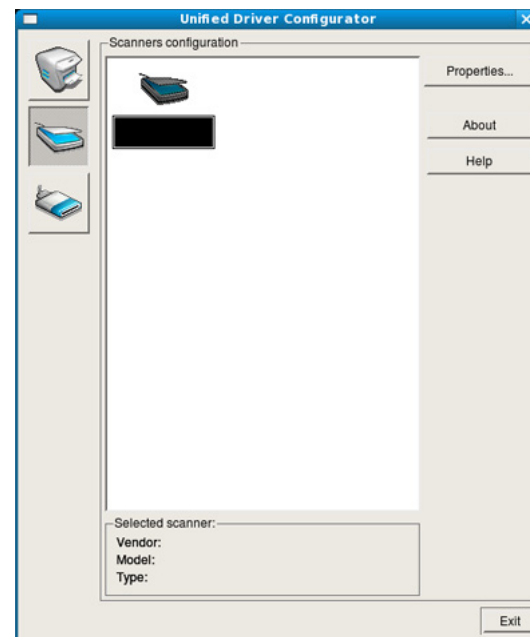 Unified Driver Configurator
Scanners configuration
Properties...
About
Help
Selected scanner:
Vendor:
Model:
Type:
Exit